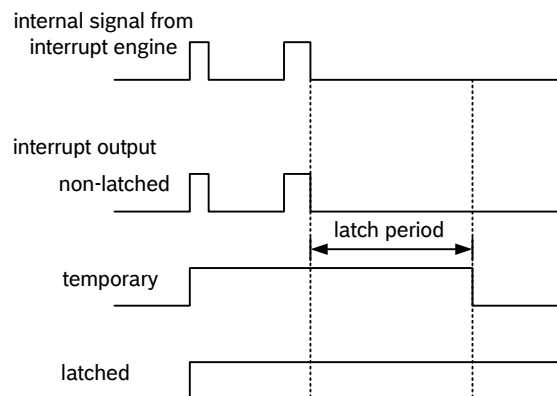 internal signal from
interrupt engine
interrupt output
non-latched
latch period
temporary
latched